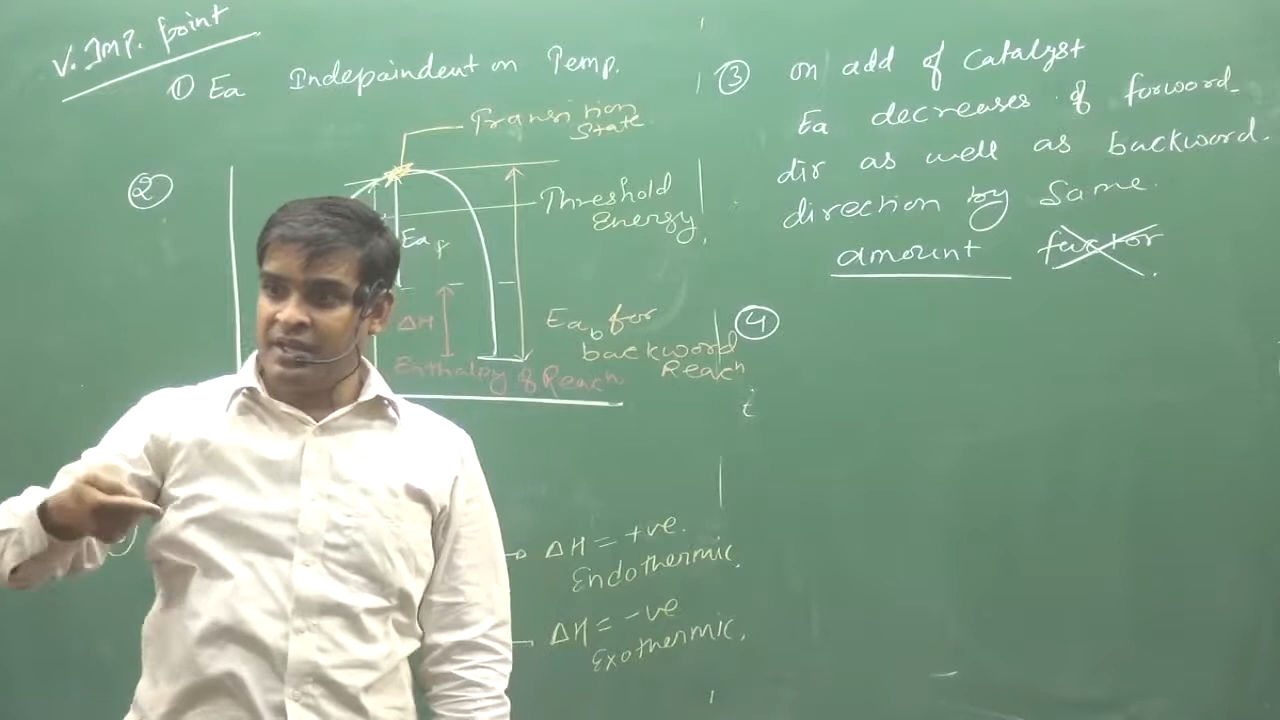 V. Imp. point
① Ea Indepaindent on Temp.
②
Transition
State
Threshold
Energy
Ea f
ΔH
Ea b for
backword
Reacn
Enthalpy of Reacn
ΔH = +ve.
Endothermic
ΔH = -ve
Exothermic,
③ on add of catalyst
Ea decreases of forword
dir as well as backword.
direction by Same
amount factor
④